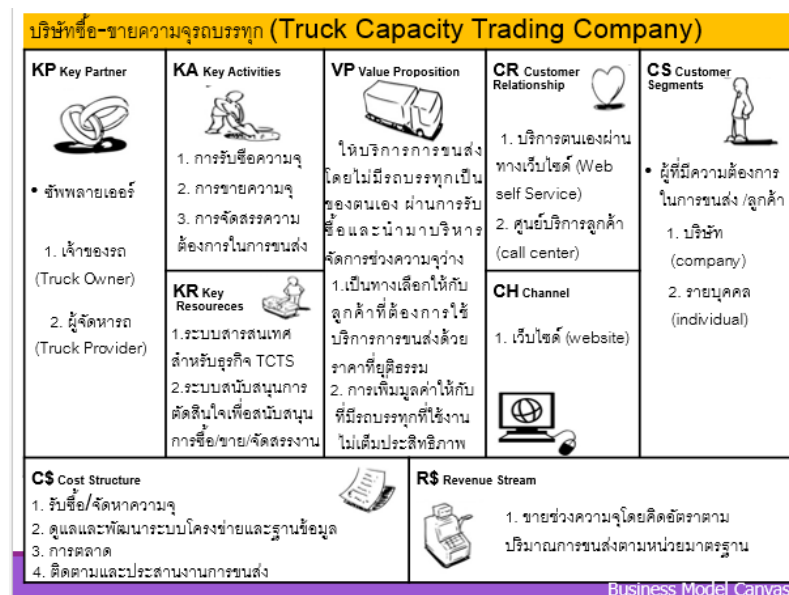 บริษัทซื้อ-ขายความจุรถบรรทุก (Truck Capacity Trading Company)
KP Key Partner
• ซัพพลายเออร์
1. เจ้าของรถ
(Truck Owner)
2. ผู้จัดหารถ
(Truck Provider)
KA Key Activities
1. การรับซื้อความจุ
2. การขายความจุ
3. การจัดสรรความ
ต้องการในการขนส่ง
KR Key
Resoureces
1.ระบบสารสนเทศ
สำหรับธุรกิจ TCTS
2.ระบบสนับสนุนการ
ตัดสินใจเพื่อสนับสนุน
การซื้อ/ขาย/จัดสรรงาน
VP Value Proposition
ให้บริการการขนส่ง
โดยไม่มีรถบรรทุกเป็น
ของตนเอง ผ่านการรับ
ซื้อและนำมาบริหาร
จัดการช่วงความจุว่าง
1.เป็นทางเลือกให้กับ
ลูกค้าที่ต้องการใช้
บริการการขนส่งด้วย
ราคาที่ยุติธรรม
2. การเพิ่มมูลค่าให้กับ
ที่มีรถบรรทุกที่ใช้งาน
ไม่เต็มประสิทธิภาพ
CR Customer
Relationship
1. บริการตนเองผ่าน
ทางเว็บไซต์ (Web
self Service)
2. ศูนย์บริการลูกค้า
(call center)
CH Channel
1. เว็บไซต์ (website)
CS Customer
Segments
• ผู้ที่มีความต้องการ
ในการขนส่ง /ลูกค้า
1. บริษัท
(company)
2. รายบุคคล
(individual)
C$ Cost Structure
1. รับซื้อ/จัดหาความจุ
2. ดูแลและพัฒนาระบบโครงข่ายและฐานข้อมูล
3. การตลาด
4. ติดตามและประสานงานการขนส่ง
R$ Revenue Stream
1. ขายช่วงความจุโดยคิดอัตราตาม
ปริมาณการขนส่งตามหน่วยมาตรฐาน
Business Model Canvas